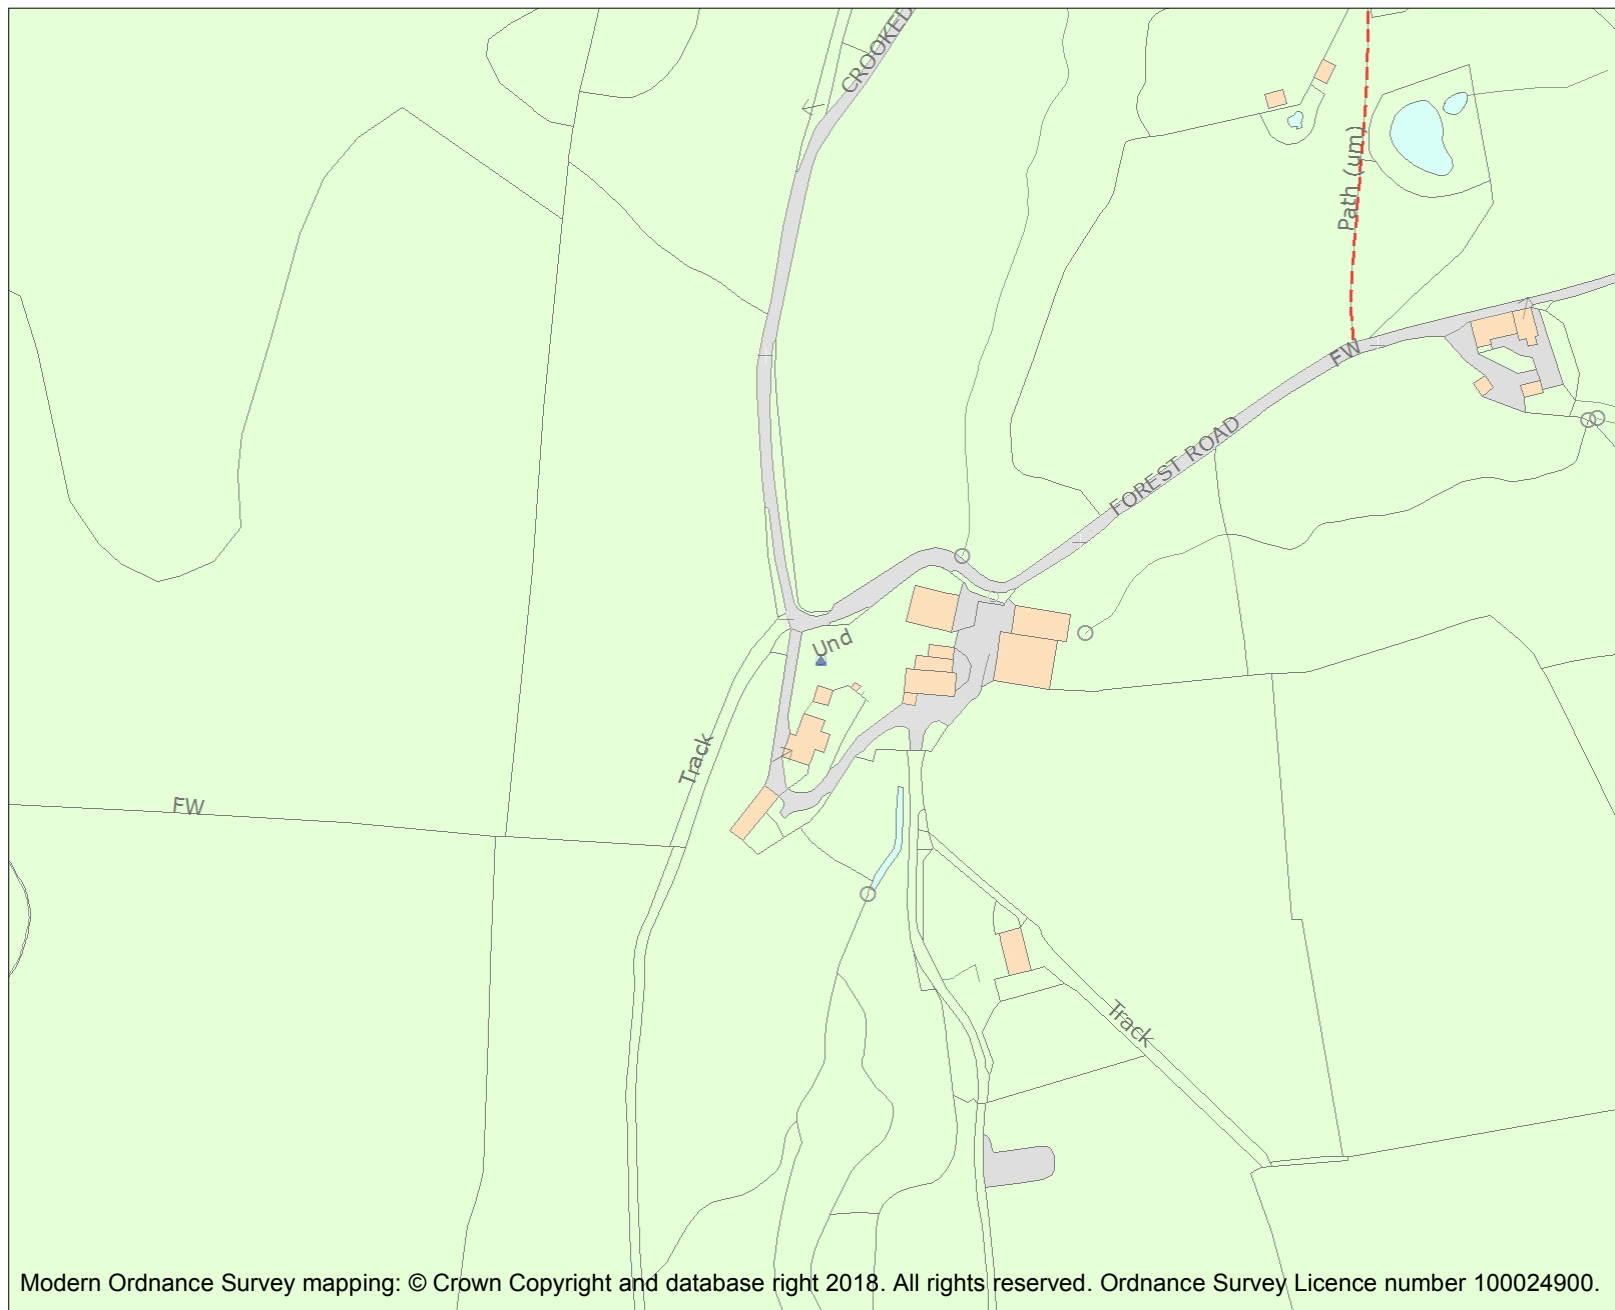 CROOKED
Path (um)
FW
FOREST ROAD
Und
Track
FW
Track
Modern Ordnance Survey mapping: © Crown Copyright and database right 2018. All rights reserved. Ordnance Survey Licence number 100024900.